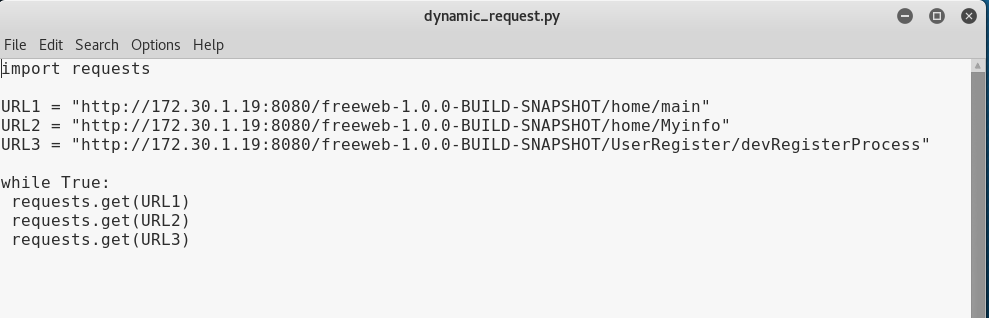 dynamic_request.py
File Edit Search Options Help
import requests
URL1 = "http://172.30.1.19:8080/freeweb-1.0.0-BUILD-SNAPSHOT/home/main"
URL2 = "http://172.30.1.19:8080/freeweb-1.0.0-BUILD-SNAPSHOT/home/Myinfo"
URL3 = "http://172.30.1.19:8080/freeweb-1.0.0-BUILD-SNAPSHOT/UserRegister/devRegisterProcess"
while True:
 requests.get(URL1)
 requests.get(URL2)
 requests.get(URL3)